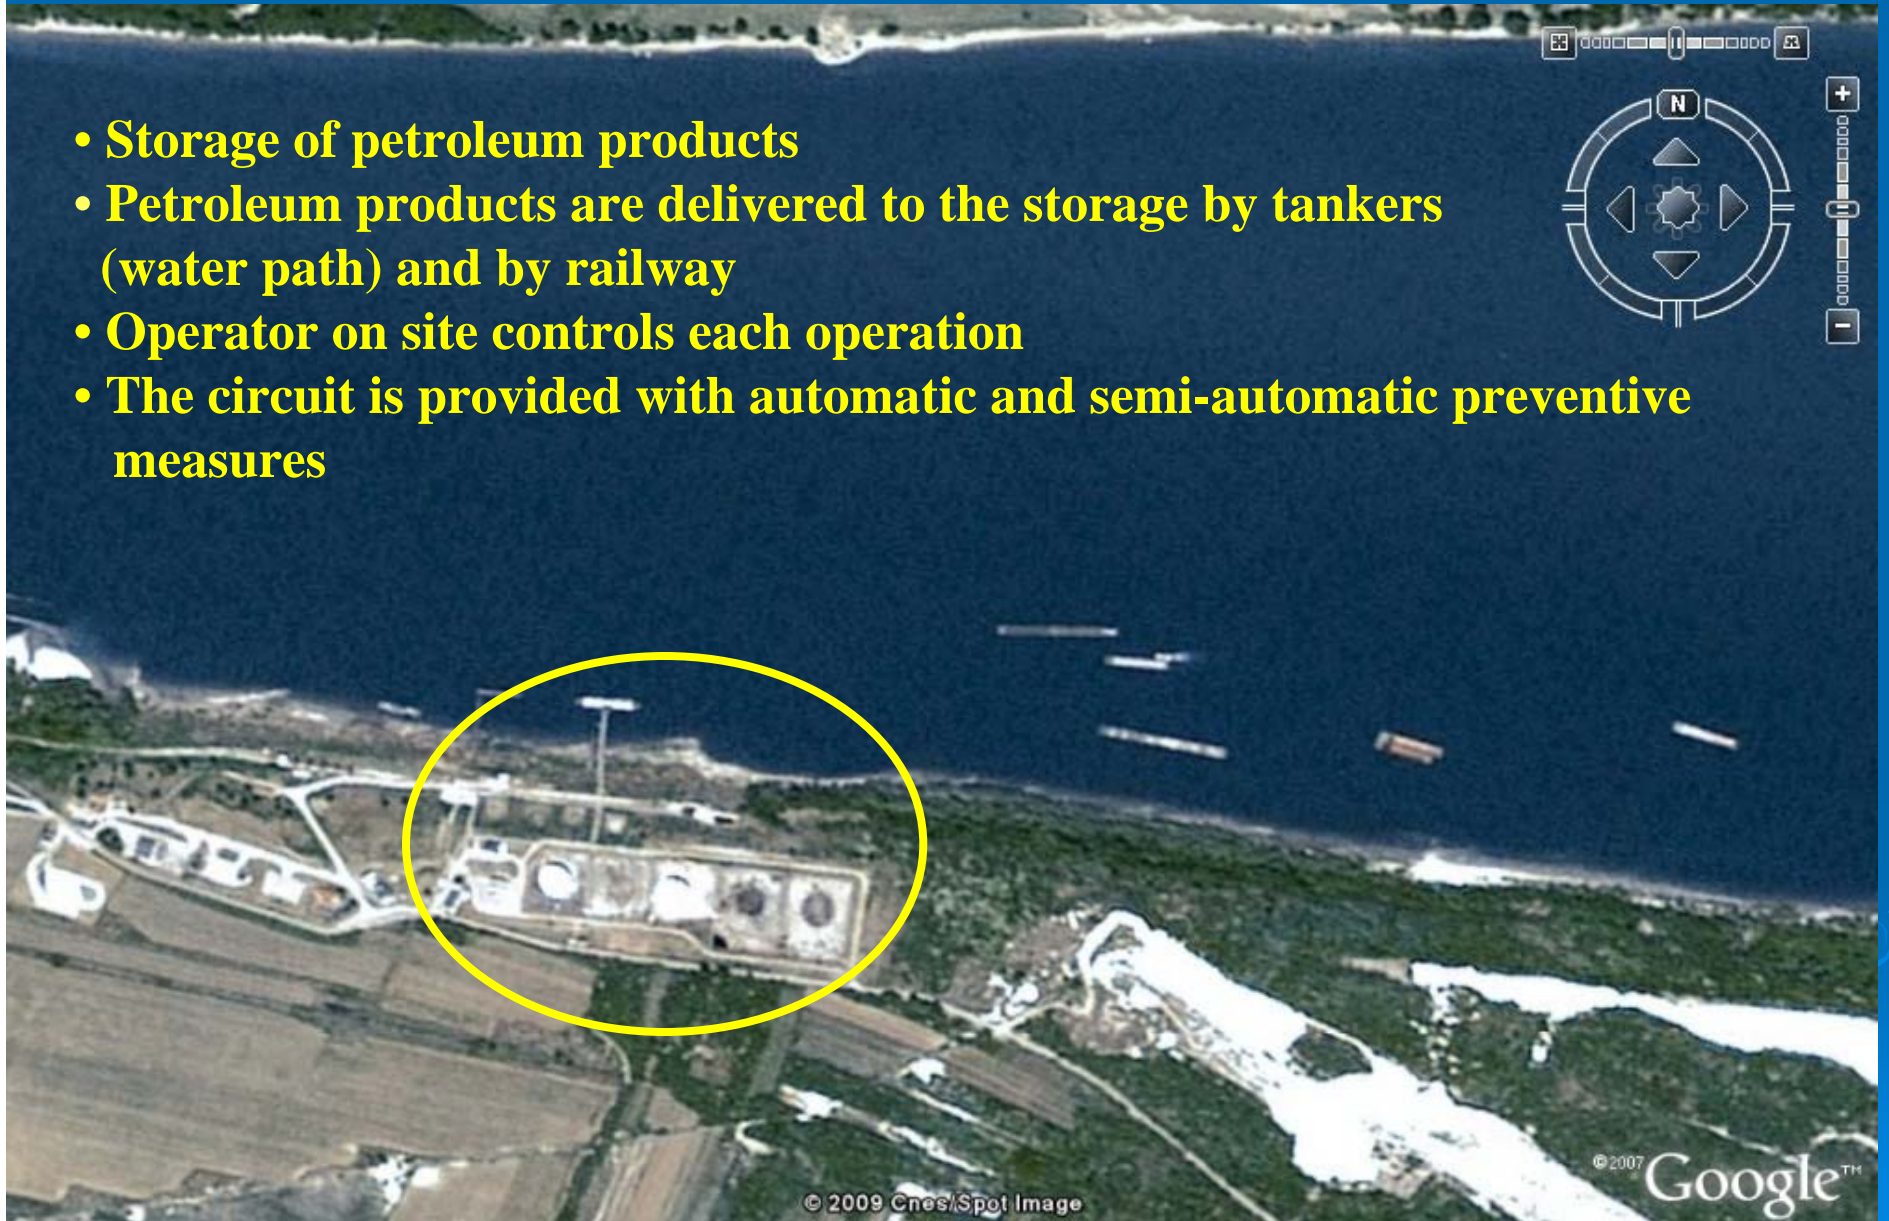 N
• Storage of petroleum products
• Petroleum products are delivered to the storage by tankers
(water path) and by railway
• Operator on site controls each operation
• The circuit is provided with automatic and semi-automatic preventive
measures
©2007 Google™
© 2009 Cnes/Spot Image